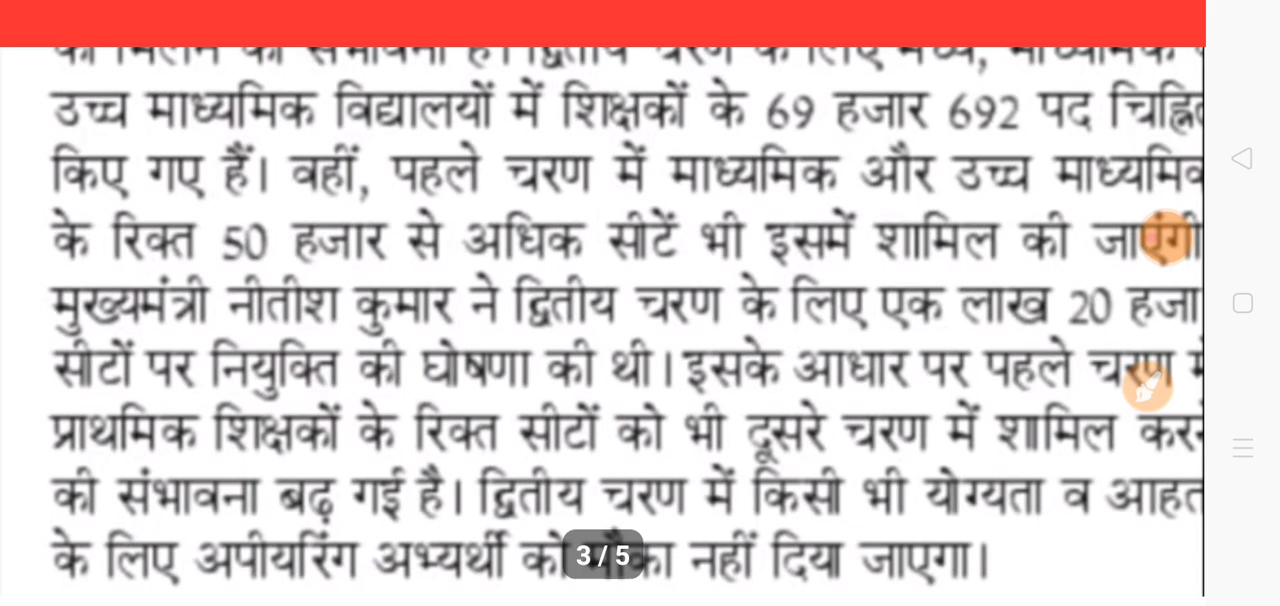 उच्च माध्यमिक विद्यालयों में शिक्षकों के 69 हजार 692 पद
किए गए हैं। वहीं, पहले चरण में माध्यमिक और उच्च
के रिक्त 50 हजार से अधिक सीटें भी इसमें शामिल की जाएंगी
मुख्यमंत्री नीतीश कुमार ने द्वितीय चरण के लिए एक लाख 20
सीटों पर नियुक्ति की घोषणा की थी। इसके आधार पर पहले चरण
प्राथमिक शिक्षकों के रिक्त सीटों को भी दूसरे चरण में शामिल
की संभावना बढ़ गई है। द्वितीय चरण में किसी भी योग्यता व
के लिए अपीयरिंग अभ्यर्थी को मौका नहीं दिया जाएगा।
3 / 5